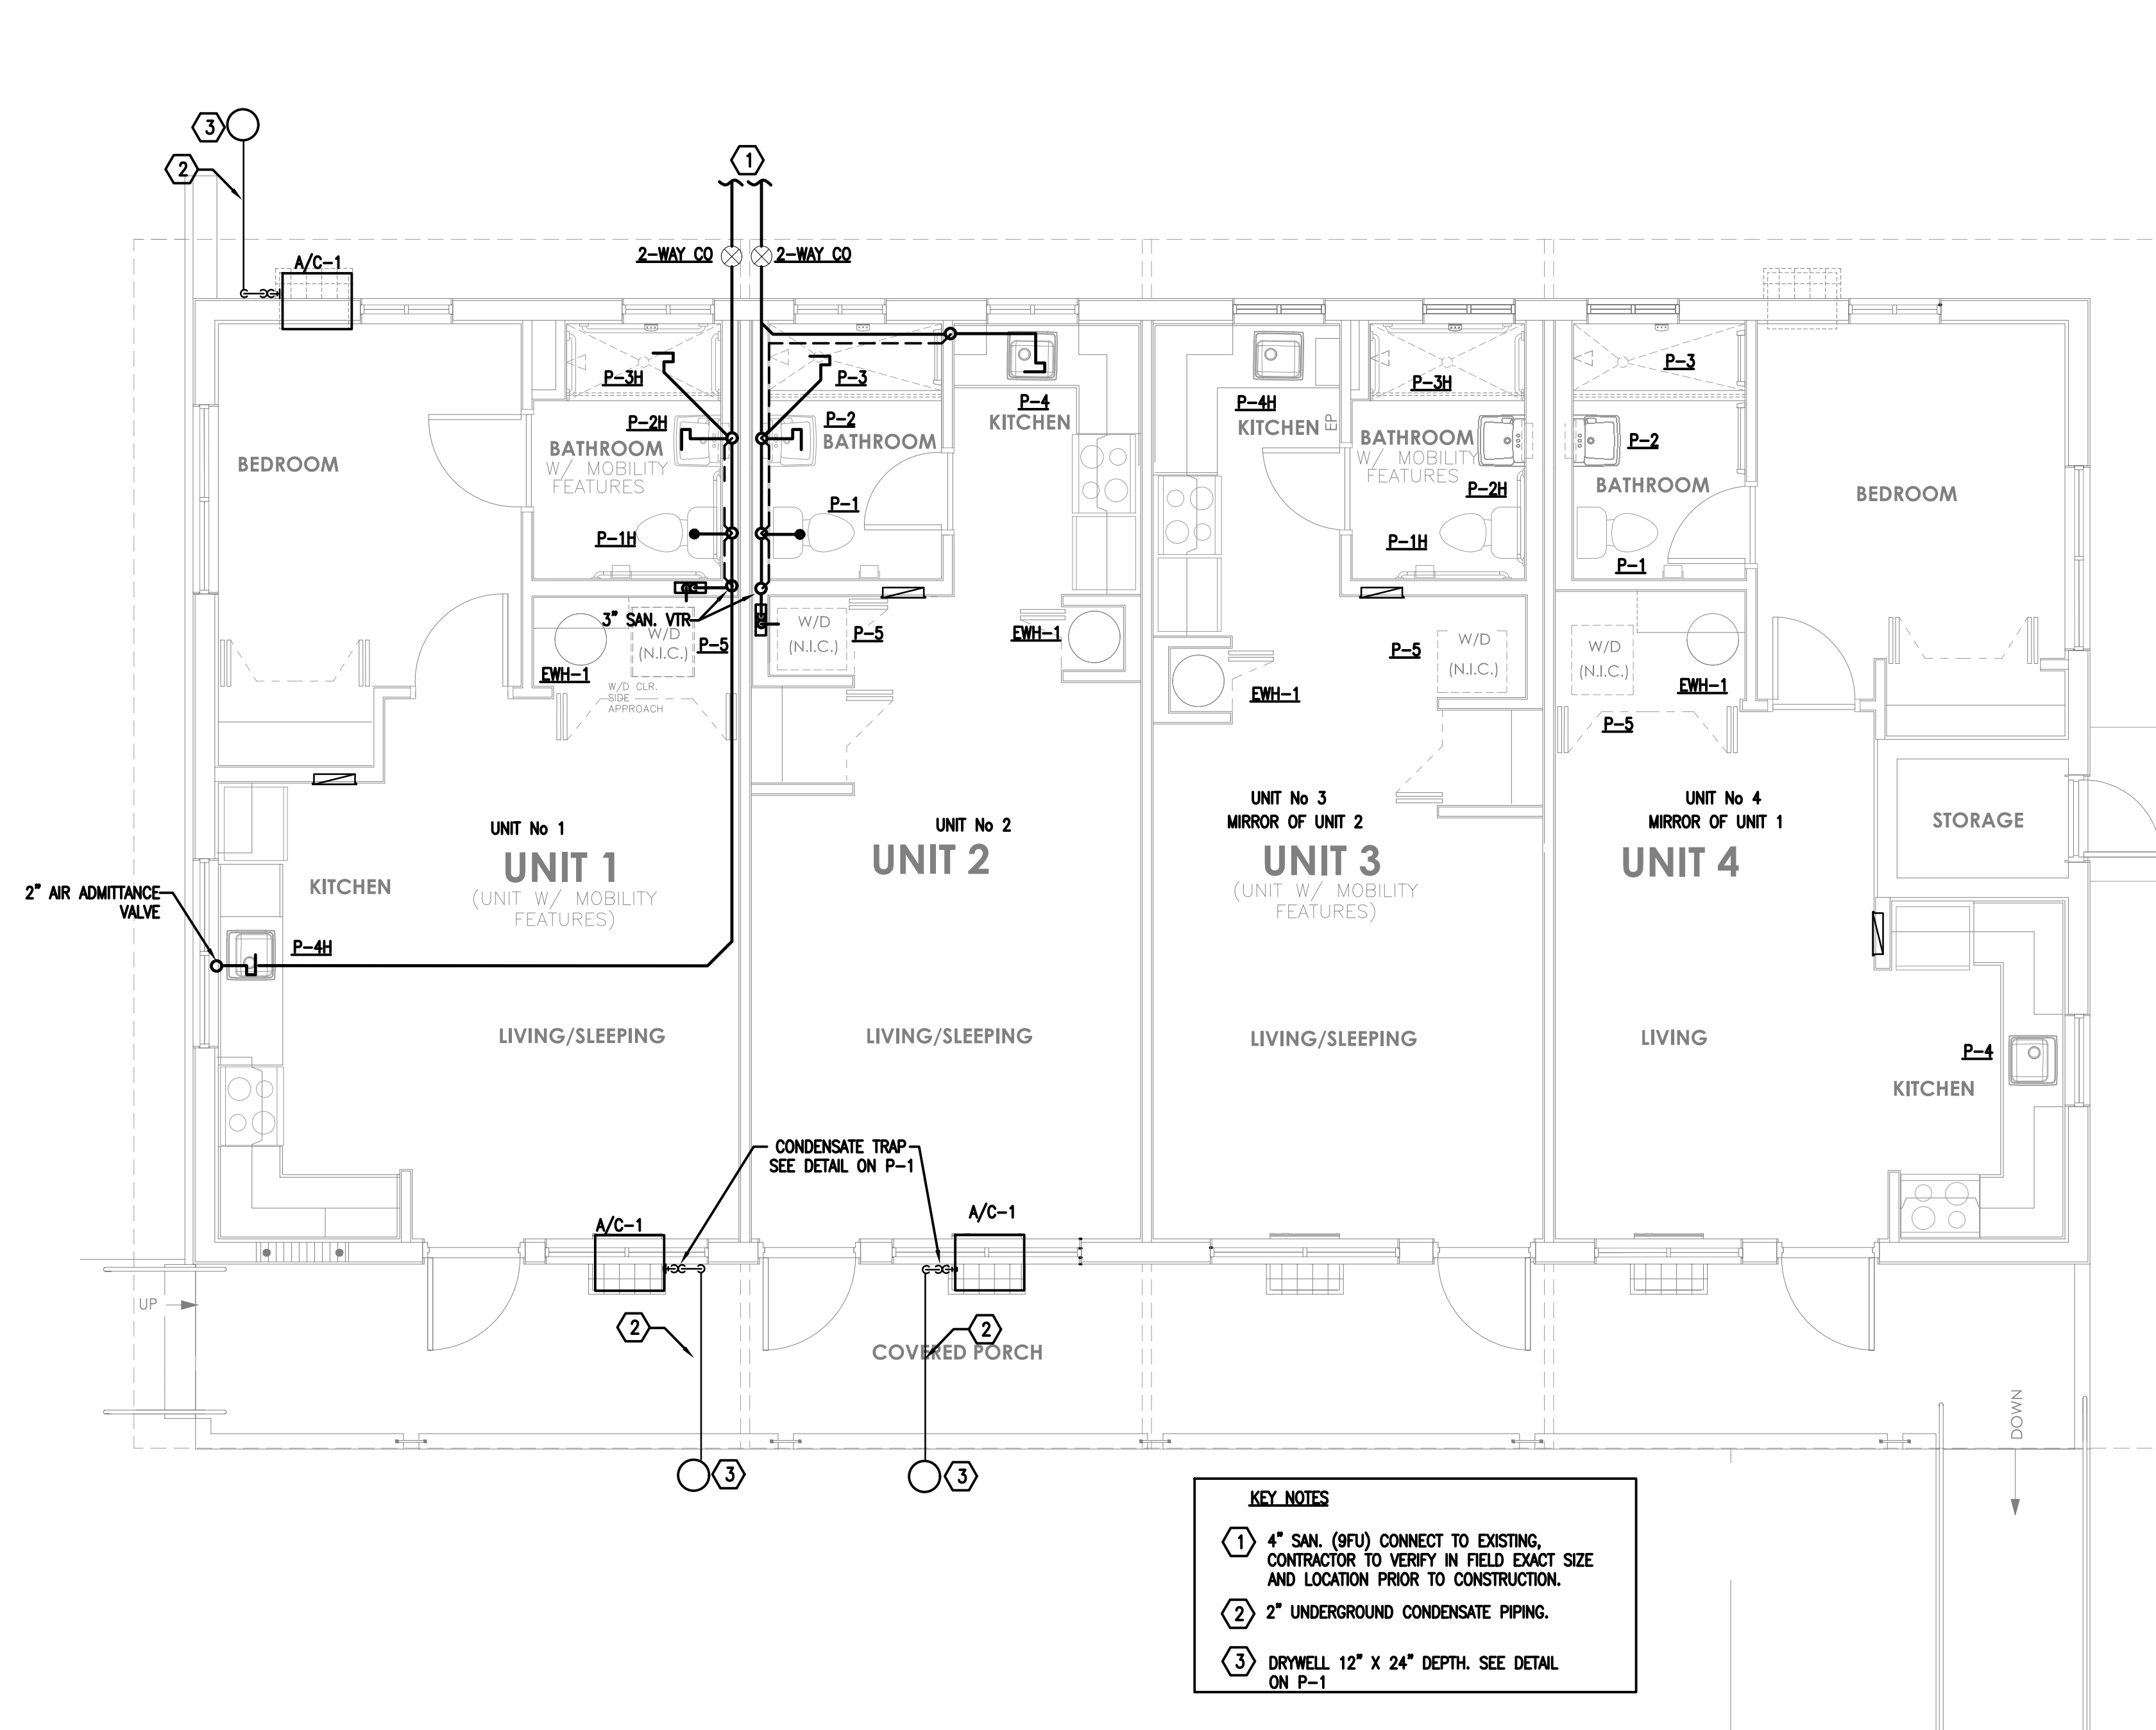 3
2
1
2-WAY CO
2-WAY CO
A/C-1
P-3H
P-3
P-4
KITCHEN
P-2H
BATHROOM
W/ MOBILITY
FEATURES
P-2
BATHROOM
BEDROOM
P-1H
P-1
3" SAN. VTR
W/D
(N.I.C.)
P-5
EWH-1
W/D CLR.
SIDE
APPROACH
W/D
(N.I.C.)
P-5
EWH-1
P-4H
KITCHEN
EP
P-3H
BATHROOM
W/ MOBILITY
FEATURES
P-2H
P-1H
P-3
P-2
BATHROOM
P-1
BEDROOM
EWH-1
P-5
W/D
(N.I.C.)
W/D
(N.I.C.)
EWH-1
P-5
UNIT No 1
UNIT 1
(UNIT W/ MOBILITY
FEATURES)
UNIT No 2
UNIT 2
UNIT No 3
MIRROR OF UNIT 2
UNIT 3
(UNIT W/ MOBILITY
FEATURES)
UNIT No 4
MIRROR OF UNIT 1
UNIT 4
STORAGE
KITCHEN
2" AIR ADMITTANCE
VALVE
P-4H
LIVING/SLEEPING
LIVING/SLEEPING
LIVING/SLEEPING
LIVING
P-4
KITCHEN
CONDENSATE TRAP
SEE DETAIL ON P-1
A/C-1
A/C-1
UP
2
2
COVERED PORCH
DOWN
3
3
KEY NOTES
1 4" SAN. (9FU) CONNECT TO EXISTING,
CONTRACTOR TO VERIFY IN FIELD EXACT SIZE
AND LOCATION PRIOR TO CONSTRUCTION.
2 2" UNDERGROUND CONDENSATE PIPING.
3 DRYWELL 12" X 24" DEPTH. SEE DETAIL
ON P-1